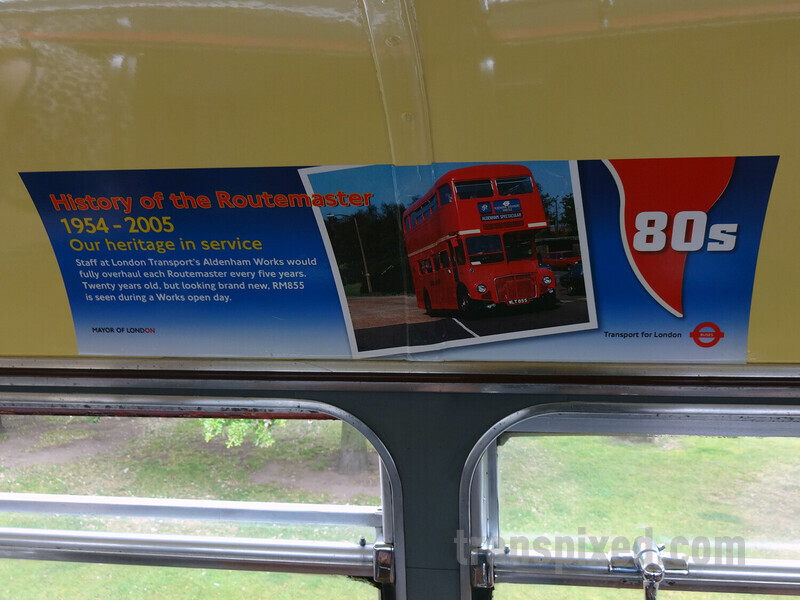 History of the Routemaster
1954 - 2005
Our heritage in service
Staff at London Transport's Aldenham Works would
fully overhaul each Routemaster every five years.
Twenty years old, but looking brand new, RM855
is seen during a Works open day.
MAYOR OF LONDON
ALDENHAM SPECTACULAR
80s
Transport for London
transpixed.com